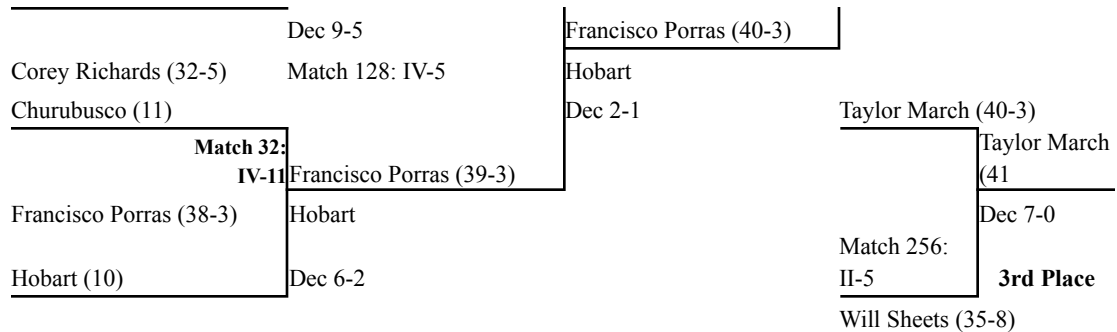 Dec 9-5
Francisco Porras (40-3)
Corey Richards (32-5)
Match 128: IV-5
Hobart
Churubusco (11)
Dec 2-1
Taylor March (40-3)
Match 32:
IV-11
Francisco Porras (39-3)
Taylor March
(41
Francisco Porras (38-3)
Hobart
Dec 7-0
Match 256:
II-5
Hobart (10)
Dec 6-2
3rd Place
Will Sheets (35-8)